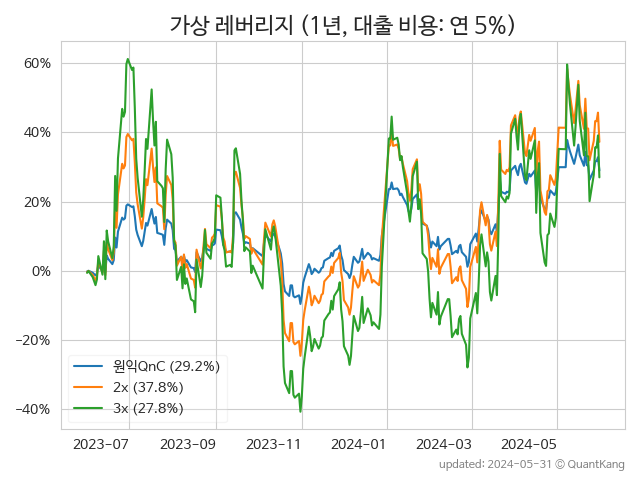 가상 레버리지 (1년, 대출 비용: 연 5%)
60%
40%
20%
0%
−20%
−40%
원익QnC (29.2%)
2x (37.8%)
3x (27.8%)
2023-07 2023-09 2023-11 2024-01 2024-03 2024-05
updated: 2024-05-31 © QuantKang